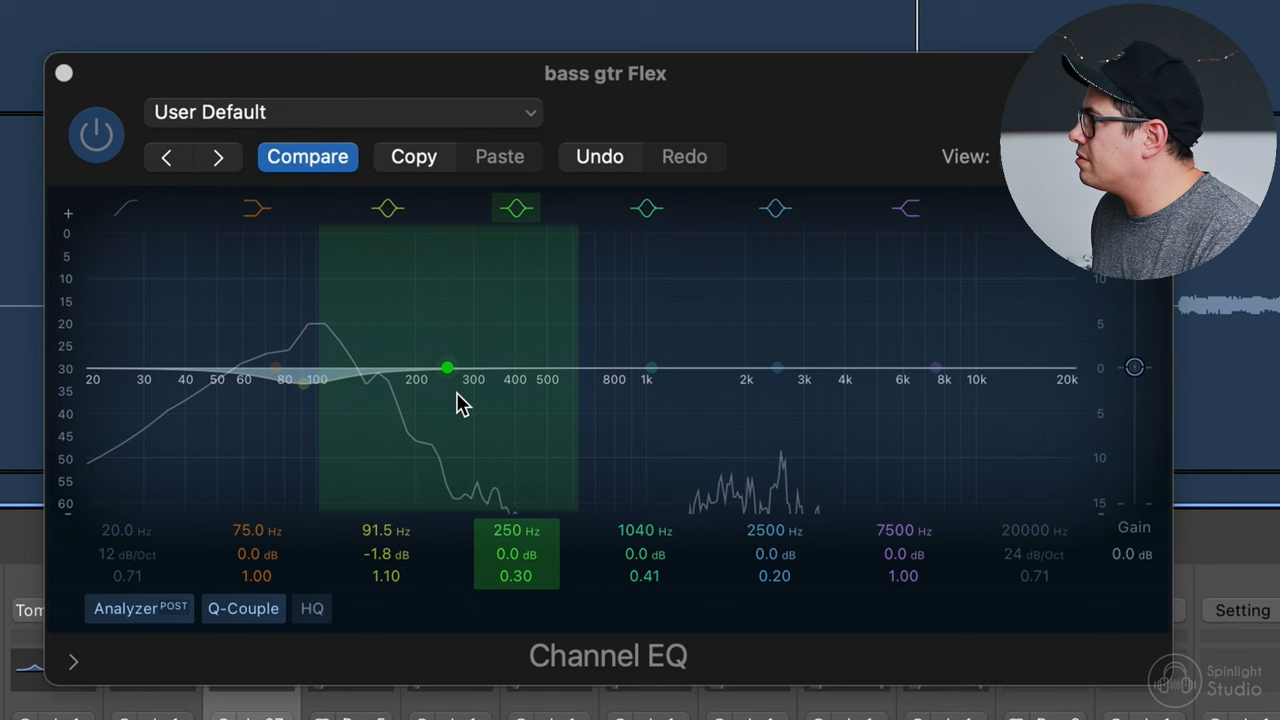 bass gtr Flex
User Default
Compare Copy Paste Undo Redo View:
+
0
5
10
15
20
25
30
35
40
45
50
55
60
-
10
5
0
5
10
15
-
20 30 40 50 60 80 100 200 300 400 500 800 1k 2k 3k 4k 6k 8k 10k 20k
20.0 Hz 75.0 Hz 91.5 Hz 250 Hz 1040 Hz 2500 Hz 7500 Hz 20000 Hz Gain
12 dB/Oct 0.0 dB -1.8 dB 0.0 dB 0.0 dB 0.0 dB 0.0 dB 24 dB/Oct 0.0 dB
0.71 1.00 1.10 0.30 0.41 0.20 1.00 0.71
Analyzer POST Q-Couple HQ
Tom
Setting
Channel EQ
Spinlight
Studio